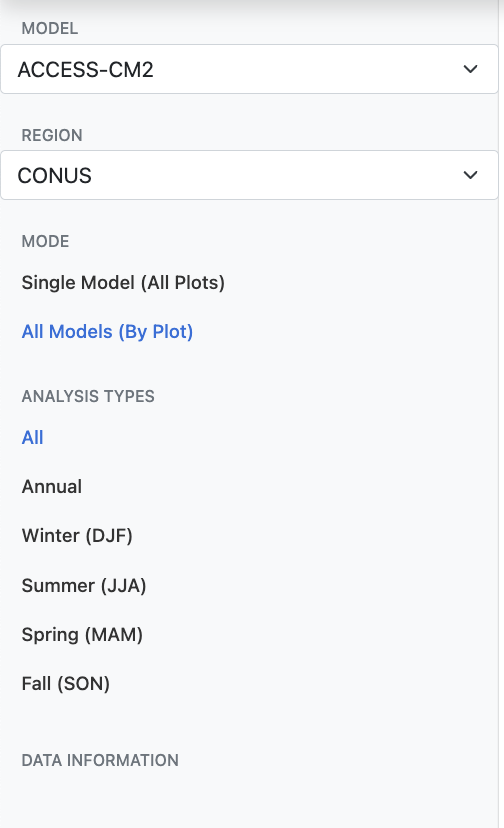 MODEL
ACCESS-CM2
REGION
CONUS
MODE
Single Model (All Plots)
All Models (By Plot)
ANALYSIS TYPES
All
Annual
Winter (DJF)
Summer (JJA)
Spring (MAM)
Fall (SON)
DATA INFORMATION